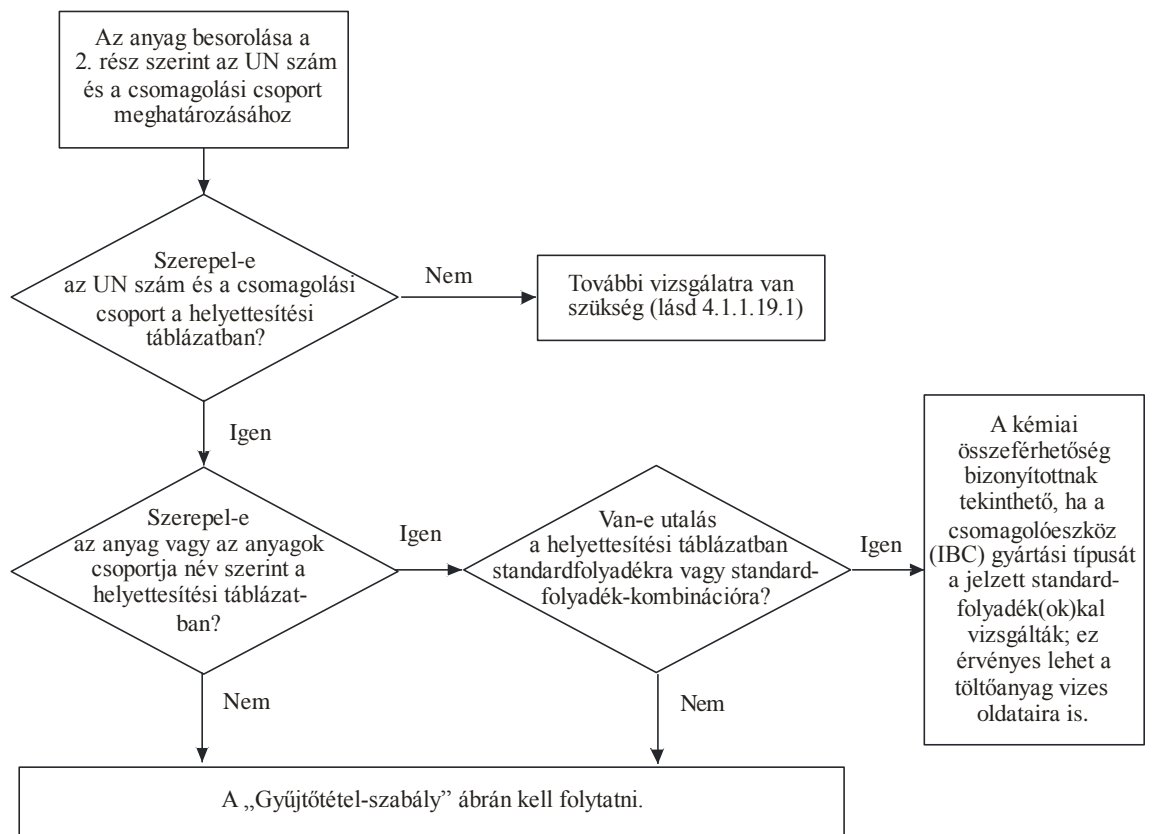 Az anyag besorolása a
2. rész szerint az UN szám
és a csomagolási csoport
meghatározásához
Szerepel-e
az UN szám és a csomagolási
csoport a helyettesítési
táblázatban?
Nem
További vizsgálatra van
szükség (lásd 4.1.1.19.1)
Igen
Szerepel-e
az anyag vagy az anyagok
csoportja név szerint a
helyettesítési táblázat-
ban?
Igen
Van-e utalás
a helyettesítési táblázatban
standardfolyadékra vagy standard-
folyadék-kombinációra?
Igen
A kémiai
összeférhetőség
bizonyítottnak
tekinthető, ha a
csomagolóeszköz
(IBC) gyártási típusát
a jelzett standard-
folyadék(ok)kal
vizsgálták; ez
érvényes lehet a
töltőanyag vizes
oldataira is.
Nem
Nem
A „Gyűjtőtétel-szabály” ábrán kell folytatni.